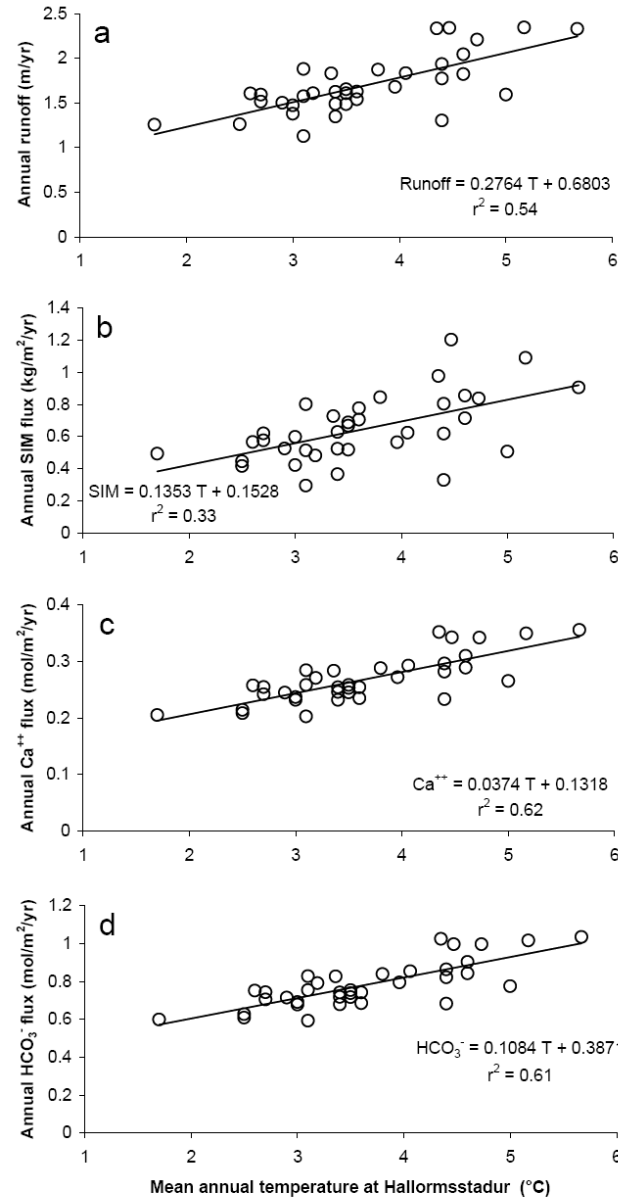 a
Annual runoff (m/yr)
2.5
2
1.5
1
0.5
0
Runoff = 0.2764 T + 0.6803
r² = 0.54
1 2 3 4 5 6
b
Annual SIM flux (kg/m²/yr)
1.4
1.2
1
0.8
0.6
0.4
0.2
0
SIM = 0.1353 T + 0.1528
r² = 0.33
1 2 3 4 5 6
c
Annual Ca⁺⁺ flux (mol/m²/yr)
0.4
0.3
0.2
0.1
0
Ca⁺⁺ = 0.0374 T + 0.1318
r² = 0.62
1 2 3 4 5 6
d
Annual HCO₃⁻ flux (mol/m²/yr)
1.2
1
0.8
0.6
0.4
0.2
0
HCO₃⁻ = 0.1084 T + 0.3871
r² = 0.61
1 2 3 4 5 6
Mean annual temperature at Hallormsstadur (°C)